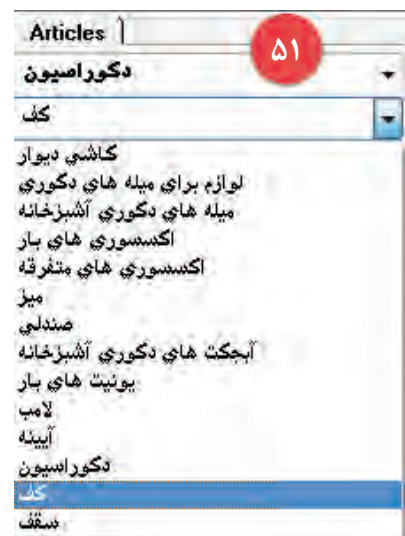 Articles
۵۱
دکوراسیون
کف
کاشی دیوار
لوازم برای میله های دکوری
میله های دکوری آشپزخانه
اکسسوری های بار
اکسسوری های متفرقه
میز
صندلی
آبجکت های دکوری آشپزخانه
یونیت های بار
لامپ
آیینه
دکوراسیون
کف
سقف